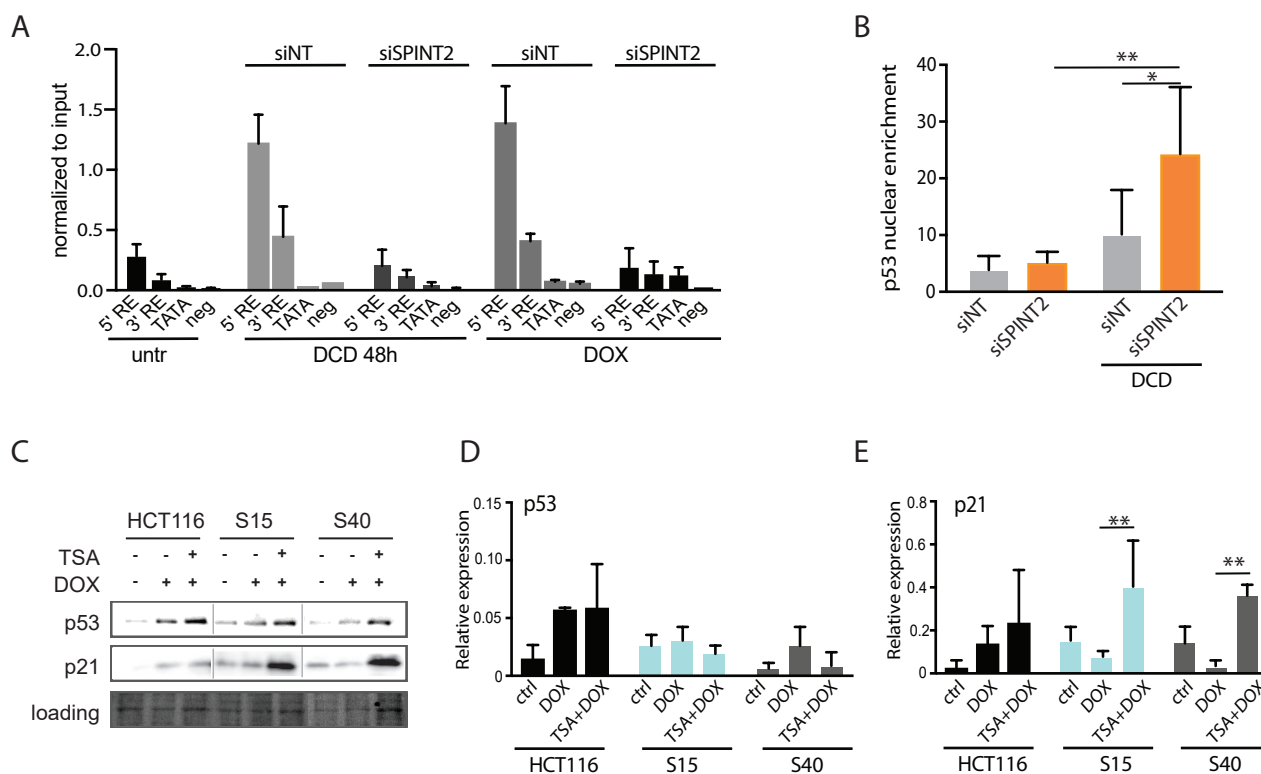 A
normalized to input
2.0
1.5
1.0
0.5
0.0
siNT siSPINT2 siNT siSPINT2
5' RE 3' RE TATA neg 5' RE 3' RE TATA neg 5' RE 3' RE TATA neg 5' RE 3' RE TATA neg 5' RE 3' RE TATA neg
untr DCD 48h DOX
B
p53 nuclear enrichment
40
30
20
10
0
**
*
siNT siSPINT2 siNT siSPINT2
DCD
C
HCT116 S15 S40
TSA - - + - - + - - +
DOX - + + - + + - + +
p53
p21
loading
D
p53
Relative expression
0.15
0.10
0.05
0
ctrl DOX TSA+DOX ctrl DOX TSA+DOX ctrl DOX TSA+DOX
HCT116 S15 S40
E
p21
Relative expression
0.8
0.6
0.4
0.2
0
**
**
ctrl DOX TSA+DOX ctrl DOX TSA+DOX ctrl DOX TSA+DOX
HCT116 S15 S40